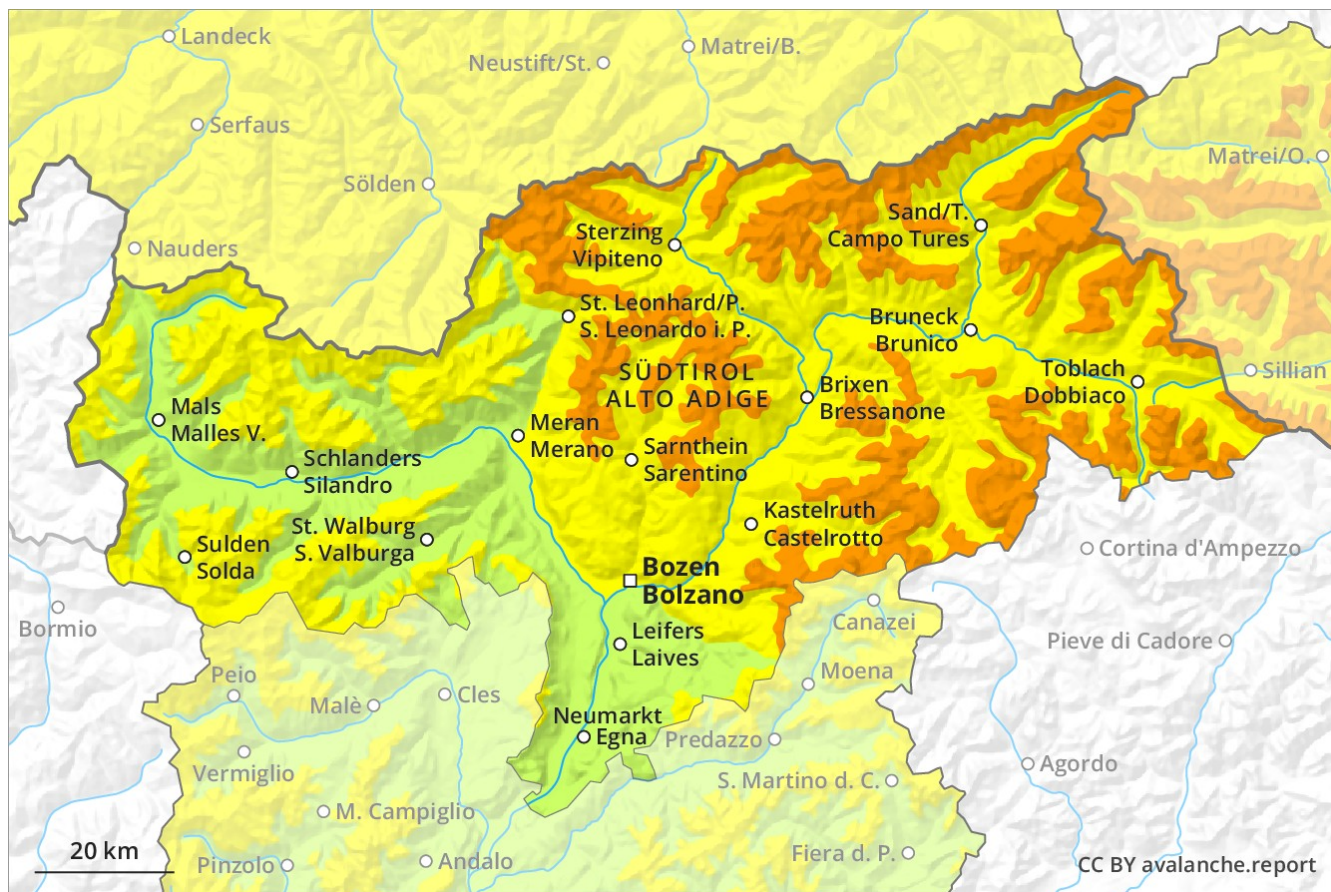 Landeck
Matrei/B.
Neustift/St.
Serfaus
Matrei/O.
Sölden
Sand/T.
Campo Tures
Sterzing
Vipiteno
Nauders
St. Leonhard/P.
S. Leonardo i. P.
Bruneck
Brunico
Toblach
Dobbiaco
Sillian
SÜDTIROL
ALTO ADIGE
Brixen
Bressanone
Mals
Malles V.
Meran
Merano
Sarnthein
Sarentino
Schlanders
Silandro
Kastelruth
Castelrotto
St. Walburg
S. Valburga
Sulden
Solda
Cortina d'Ampezzo
Bozen
Bolzano
Bormio
Canazei
Leifers
Laives
Pieve di Cadore
Peio
Moena
Malè
Cles
Neumarkt
Egna
Predazzo
Vermiglio
Agordo
S. Martino d. C.
M. Campiglio
20 km
Pinzolo
Andalo
Fiera d. P.
CC BY avalanche.report